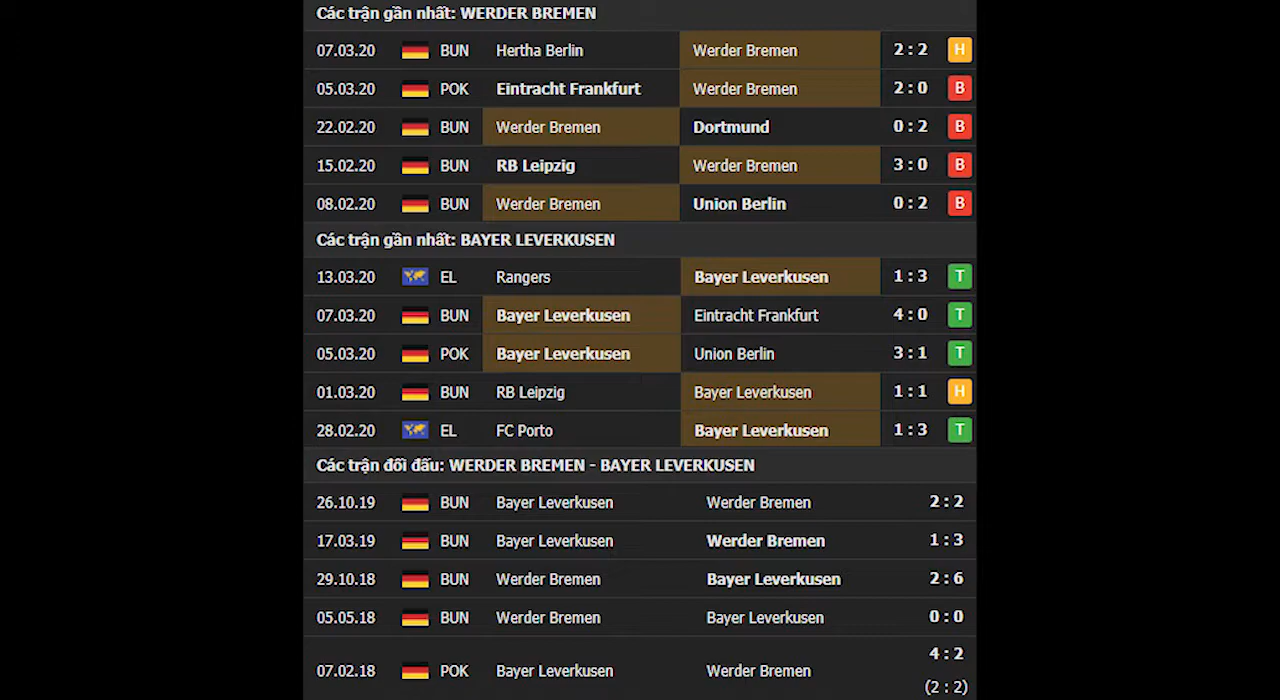 Các trận gần nhất: WERDER BREMEN
07.03.20 BUN Hertha Berlin Werder Bremen 2 : 2 H
05.03.20 POK Eintracht Frankfurt Werder Bremen 2 : 0 B
22.02.20 BUN Werder Bremen Dortmund 0 : 2 B
15.02.20 BUN RB Leipzig Werder Bremen 3 : 0 B
08.02.20 BUN Werder Bremen Union Berlin 0 : 2 B
Các trận gần nhất: BAYER LEVERKUSEN
13.03.20 EL Rangers Bayer Leverkusen 1 : 3 T
07.03.20 BUN Bayer Leverkusen Eintracht Frankfurt 4 : 0 T
05.03.20 POK Bayer Leverkusen Union Berlin 3 : 1 T
01.03.20 BUN RB Leipzig Bayer Leverkusen 1 : 1 H
28.02.20 EL FC Porto Bayer Leverkusen 1 : 3 T
Các trận đối đấu: WERDER BREMEN - BAYER LEVERKUSEN
26.10.19 BUN Bayer Leverkusen Werder Bremen 2 : 2
17.03.19 BUN Bayer Leverkusen Werder Bremen 1 : 3
29.10.18 BUN Werder Bremen Bayer Leverkusen 2 : 6
05.05.18 BUN Werder Bremen Bayer Leverkusen 0 : 0
07.02.18 POK Bayer Leverkusen Werder Bremen 4 : 2
(2 : 2)